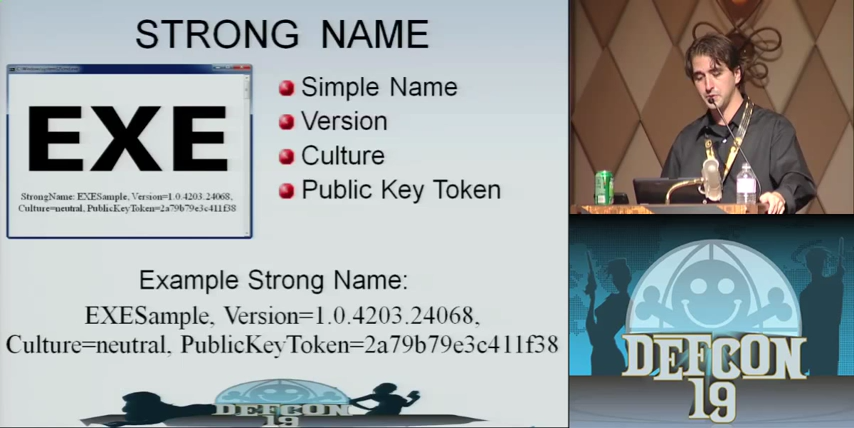 STRONG NAME
EXE
StrongName: EXESample, Version=1.0.4203.24068,
Culture=neutral, PublicKeyToken=2a79b79e3c411f38
Simple Name
Version
Culture
Public Key Token
Example Strong Name:
EXESample, Version=1.0.4203.24068,
Culture=neutral, PublicKeyToken=2a79b79e3c411f38
DEFCON
19
DEFCON
19